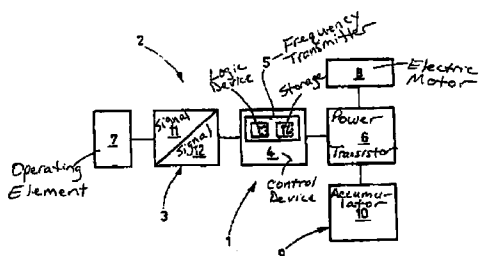 2
5
Frequency
Transmitter
Logic
Device
Storage
8
Electric
Motor
7
Signal
11
Signal
12
13
4
Power
6
Transistor
Operating
Element
3
Control
Device
1
Accumu-
lator
10
9